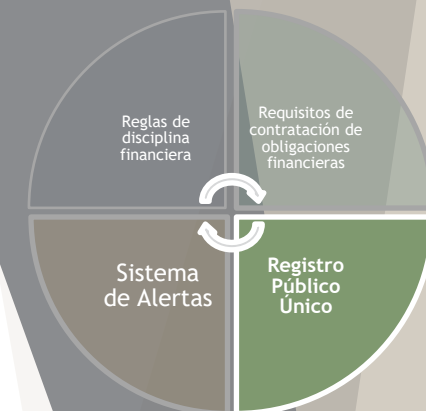 Reglas de
disciplina
financiera
Requisitos de
contratación de
obligaciones
financieras
Sistema
de Alertas
Registro
Público
Único